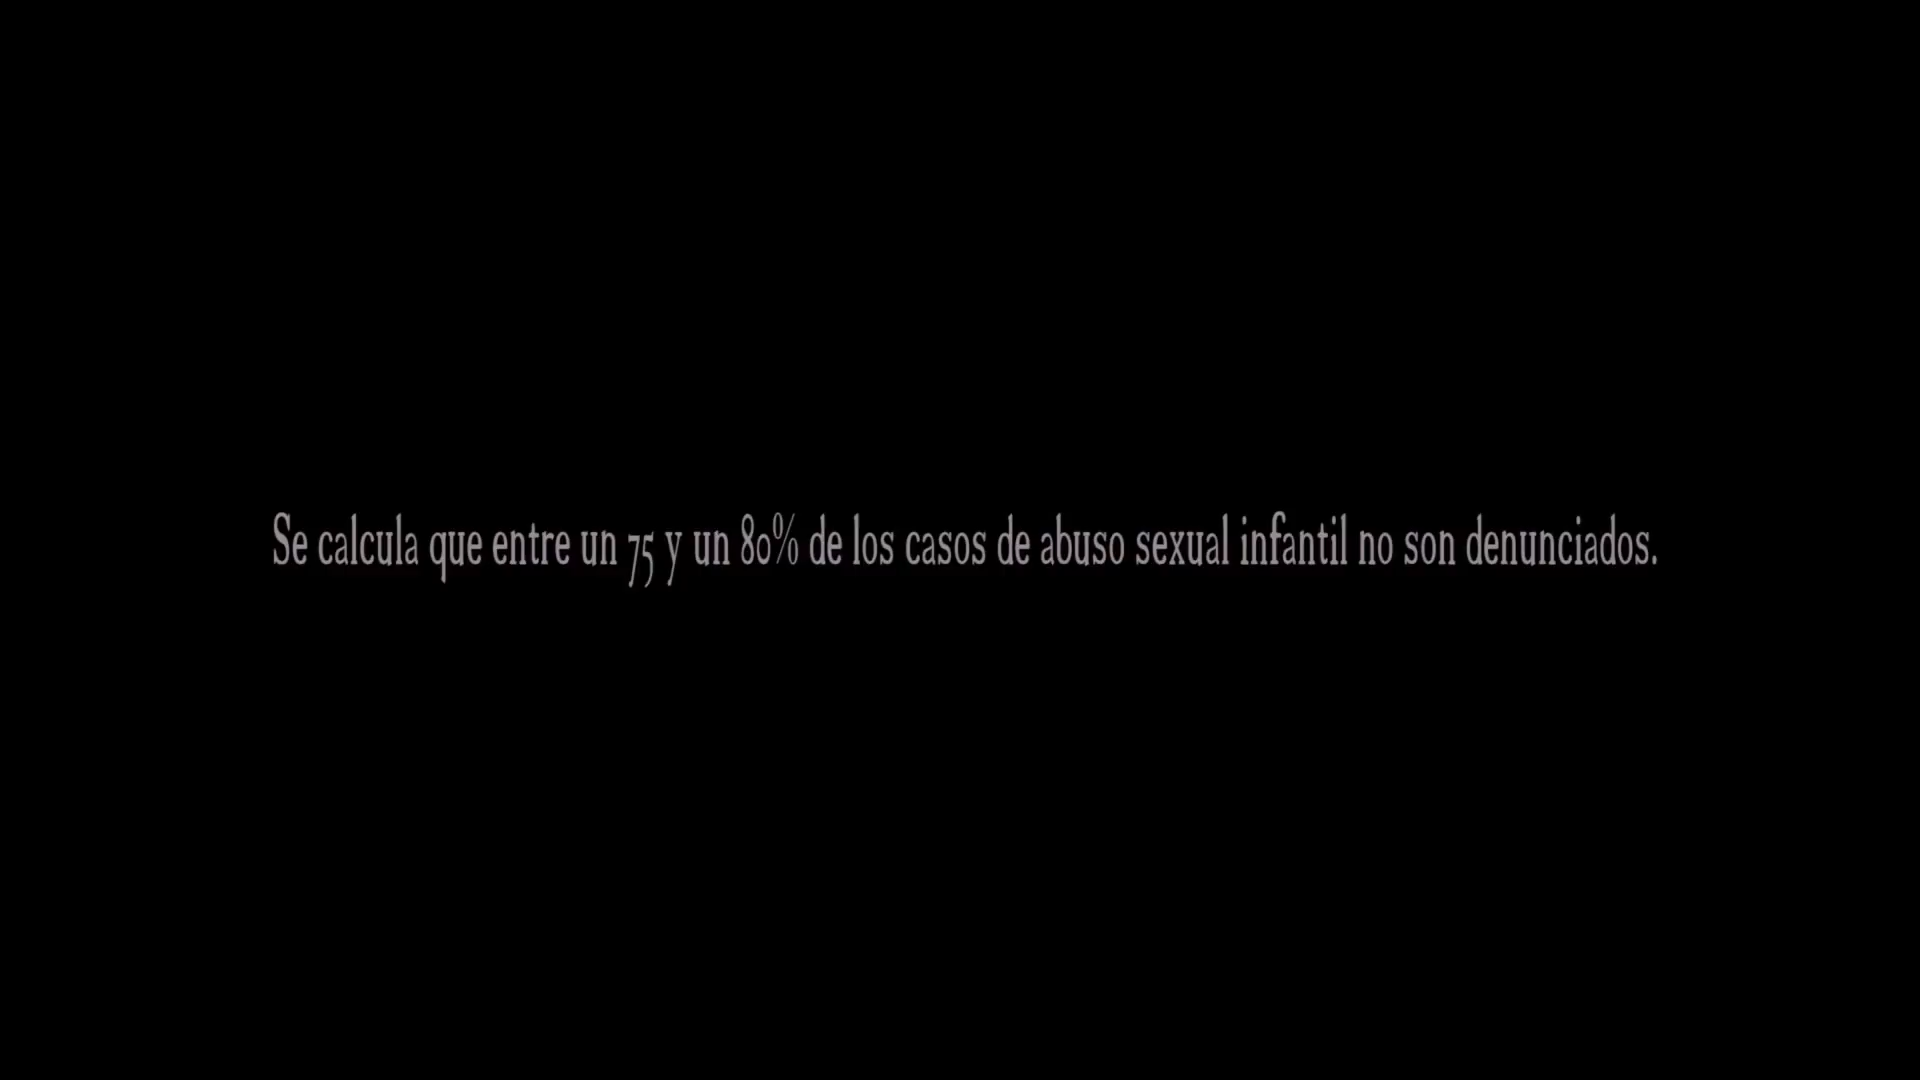 Se calcula que entre un 75 y un 80% de los casos de abuso sexual infantil no son denunciados.